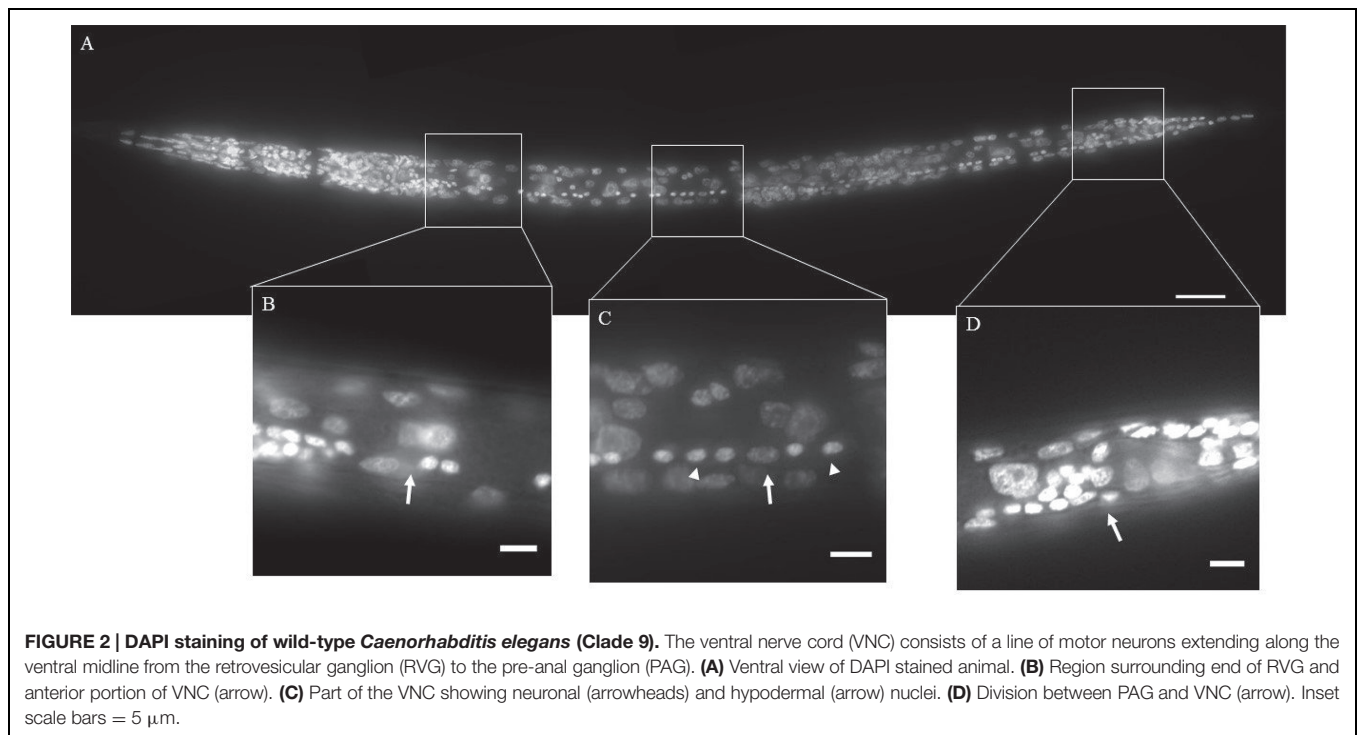 A
B
C
D
FIGURE 2 | DAPI staining of wild-type Caenorhabditis elegans (Clade 9). The ventral nerve cord (VNC) consists of a line of motor neurons extending along the
ventral midline from the retrovesicular ganglion (RVG) to the pre-anal ganglion (PAG). (A) Ventral view of DAPI stained animal. (B) Region surrounding end of RVG and
anterior portion of VNC (arrow). (C) Part of the VNC showing neuronal (arrowheads) and hypodermal (arrow) nuclei. (D) Division between PAG and VNC (arrow). Inset
scale bars = 5 μm.